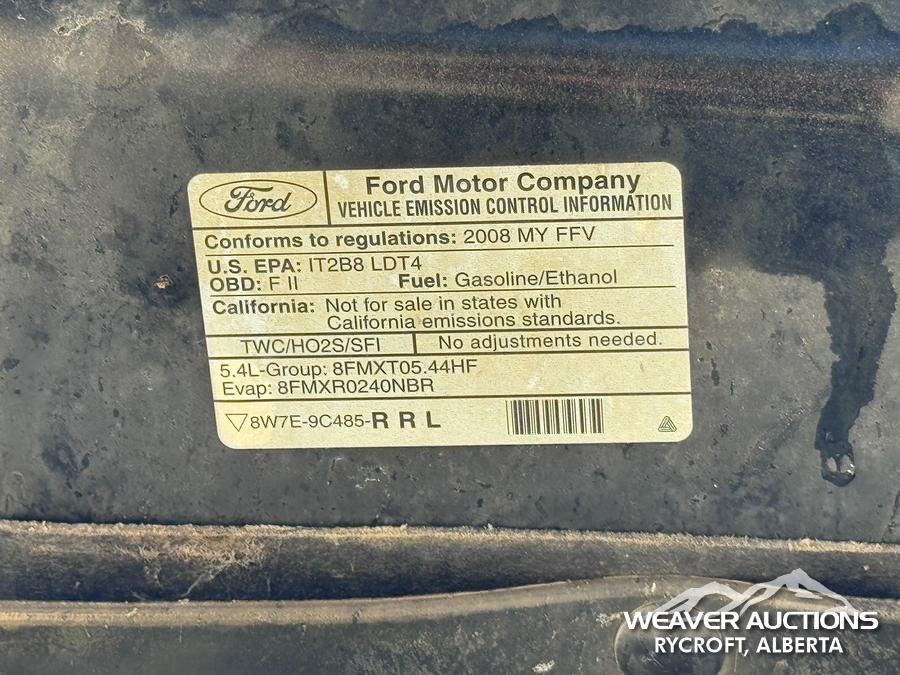 Ford
Ford Motor Company
VEHICLE EMISSION CONTROL INFORMATION
Conforms to regulations: 2008 MY FFV
U.S. EPA: IT2B8 LDT4
OBD: F II Fuel: Gasoline/Ethanol
California: Not for sale in states with
California emissions standards.
TWC/HO2S/SFI No adjustments needed.
5.4L-Group: 8FMXT05.44HF
Evap: 8FMXR0240NBR
8W7E-9C485-R R L
WEAVER AUCTIONS
RYCROFT, ALBERTA